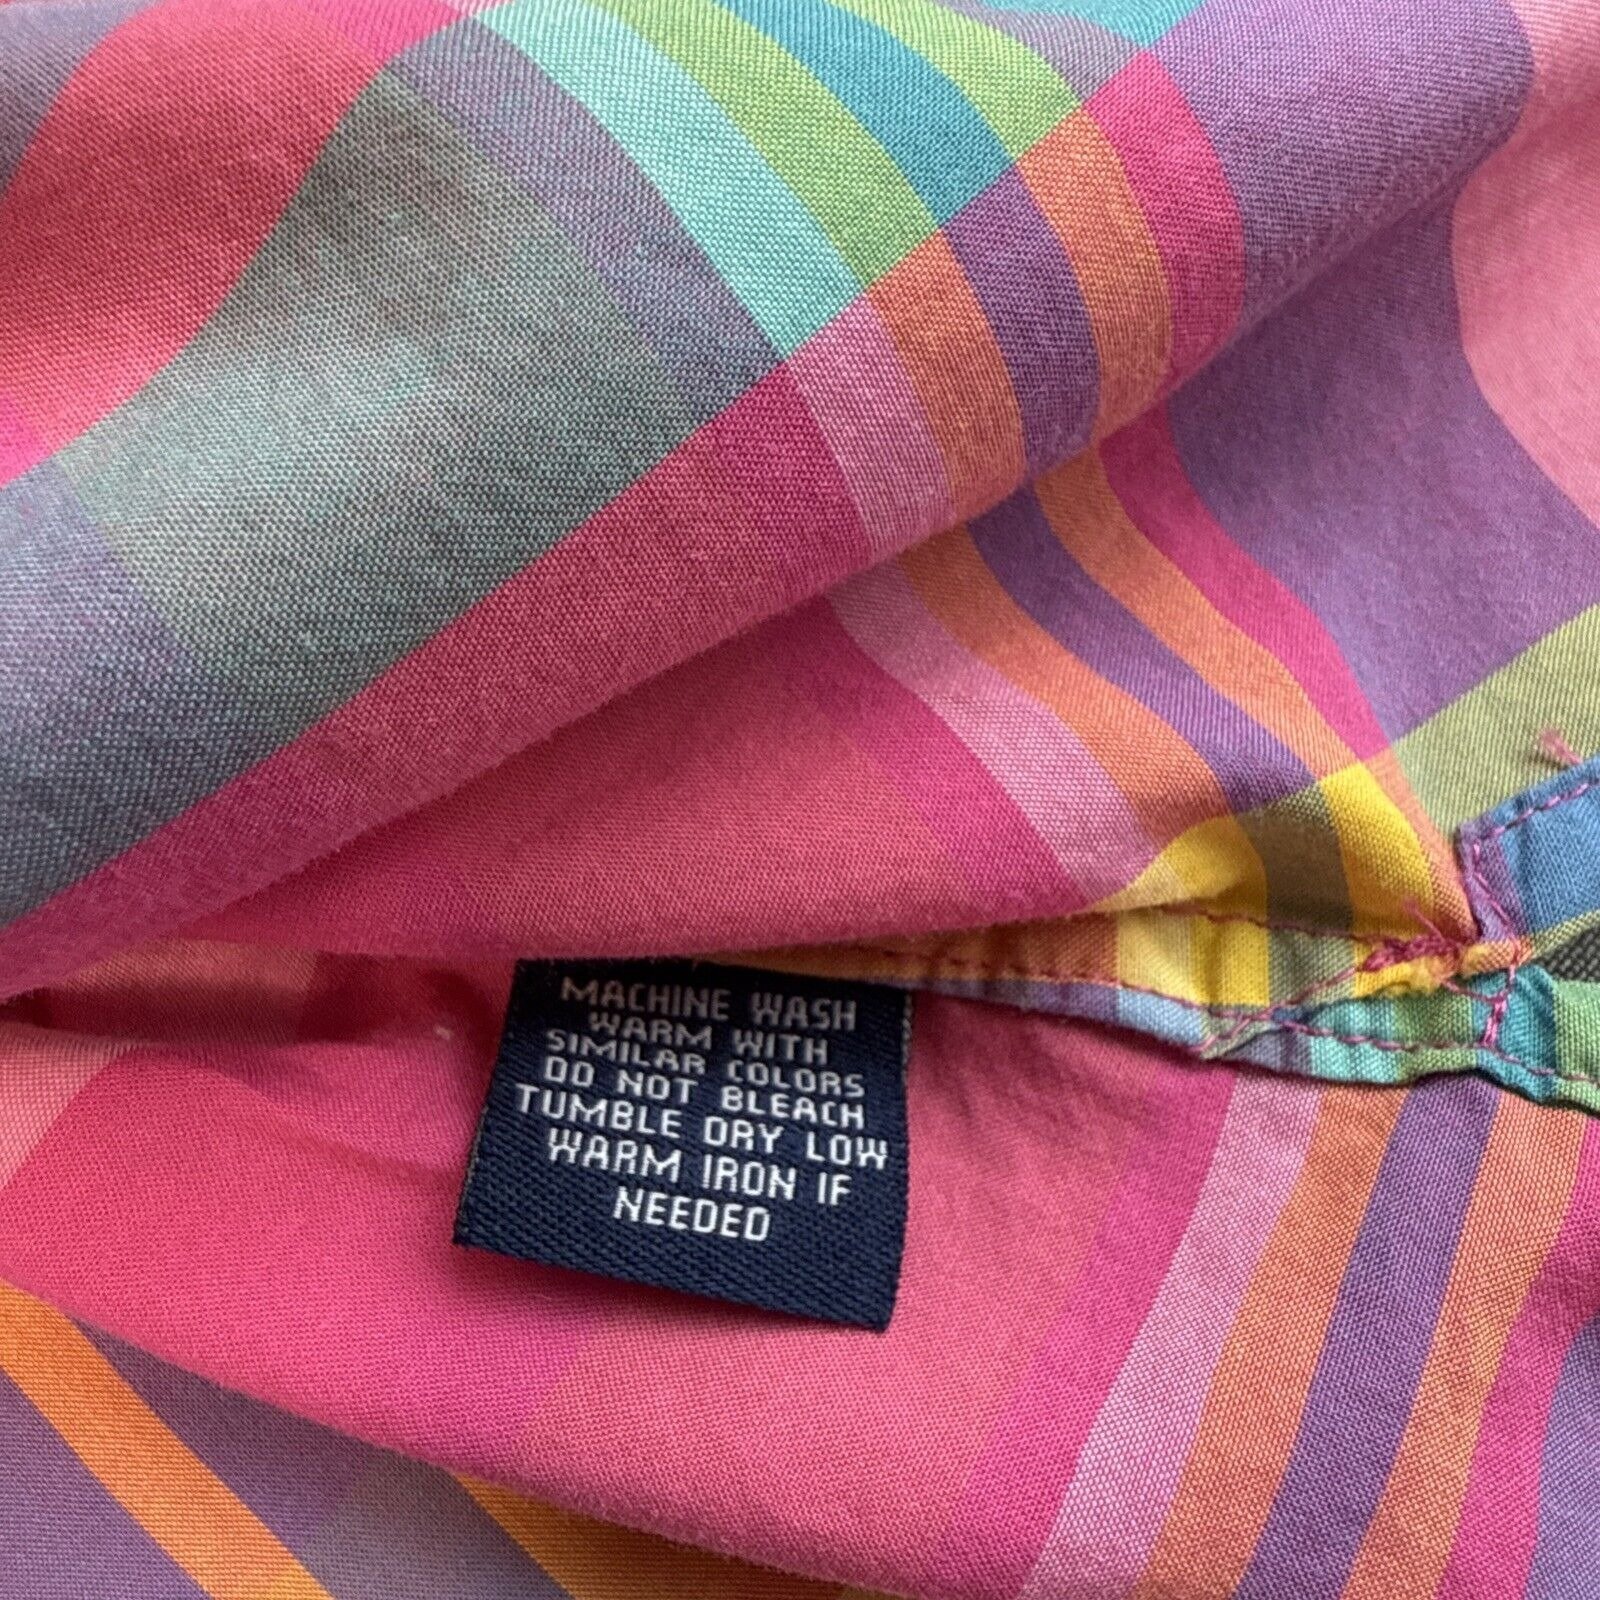 MACHINE WASH
WARM WITH
SIMILAR COLORS
DO NOT BLEACH
TUMBLE DRY LOW
WARM IRON IF
NEEDED